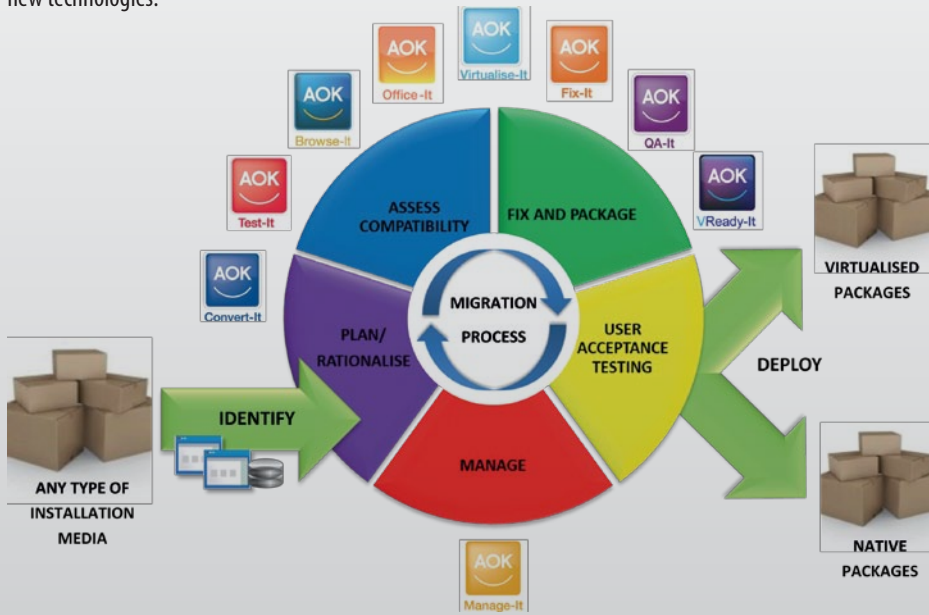 new technologies.
AOK
Virtualise-It
AOK
Office-It
AOK
Fix-It
AOK
Browse-It
AOK
QA-It
AOK
Test-It
AOK
VReady-It
AOK
Convert-It
ASSESS
COMPATIBILITY
FIX AND PACKAGE
MIGRATION
PROCESS
PLAN/
RATIONALISE
USER
ACCEPTANCE
TESTING
MANAGE
IDENTIFY
ANY TYPE OF
INSTALLATION
MEDIA
DEPLOY
VIRTUALISED
PACKAGES
NATIVE
PACKAGES
AOK
Manage-It